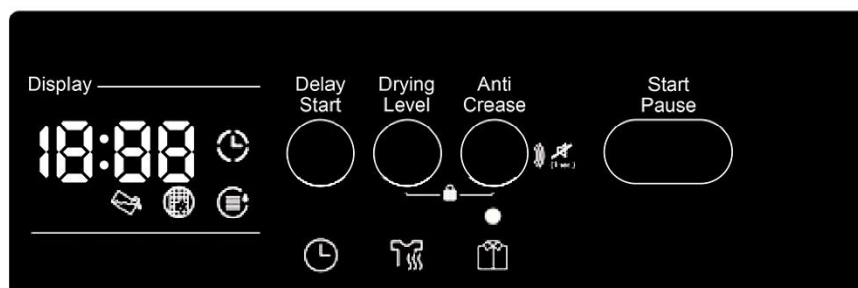 Display
18:88
Delay
Start
Drying
Level
Anti
Crease
(3 sec.)
Start
Pause